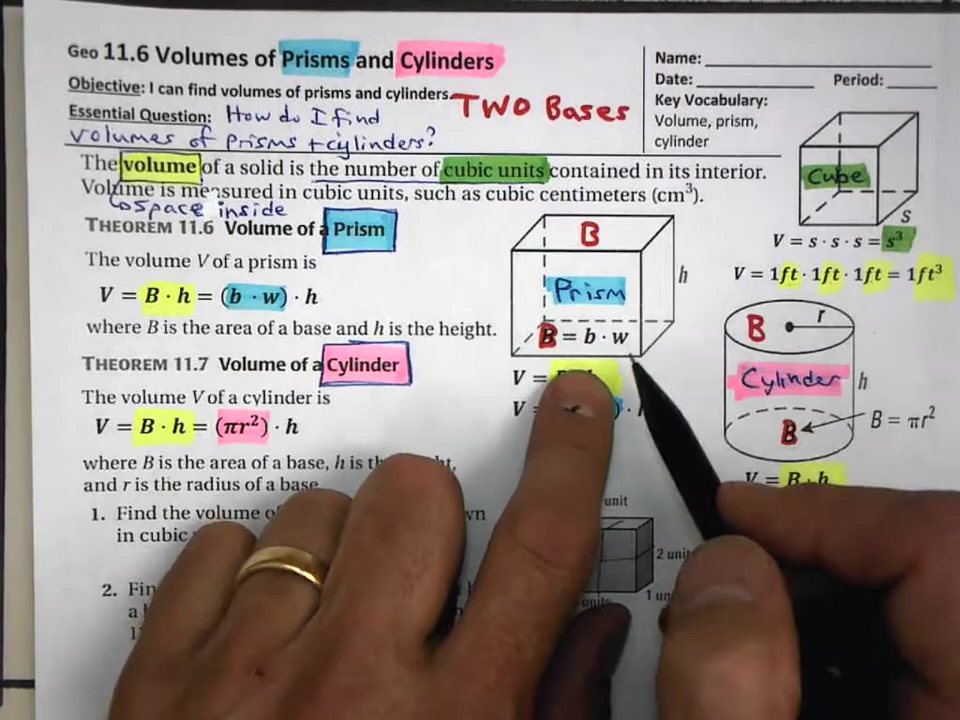 Geo 11.6 Volumes of Prisms and Cylinders
Objective: I can find volumes of prisms and cylinders.
TWO Bases
Essential Question: How do I find
volumes of prisms + cylinders?
Name:
Date: Period:
Key Vocabulary:
Volume, prism,
cylinder
The volume of a solid is the number of cubic units contained in its interior.
Volume is measured in cubic units, such as cubic centimeters (cm³).
space inside
Cube
S
V = s · s · s = s³
V = 1ft · 1ft · 1ft = 1ft³
THEOREM 11.6 Volume of a Prism
The volume V of a prism is
V = B · h = (b · w) · h
where B is the area of a base and h is the height.
B
Prism
h
B = b · w
V =
V =
THEOREM 11.7 Volume of a Cylinder
The volume V of a cylinder is
V = B · h = (πr²) · h
where B is the area of a base, h is
and r is the radius of a base
B
r
Cylinder
h
B
B = πr²
V = B · h
1. Find the volume
in cubic
unit
2 unit
1
2.